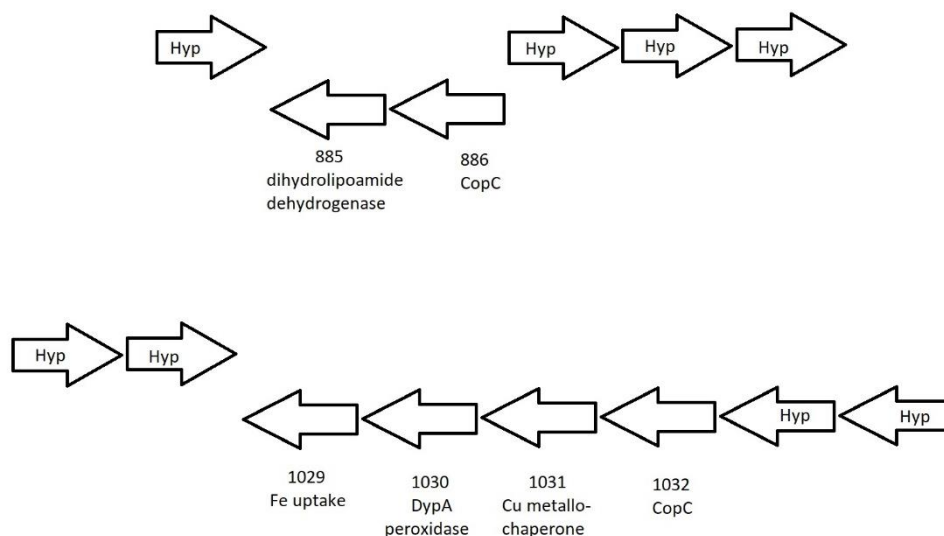 Hyp
Hyp Hyp Hyp
885 886
dihydrolipoamide CopC
dehydrogenase
Hyp Hyp
Hyp Hyp
1029 1030 1031 1032
Fe uptake DypA Cu metallo- CopC
peroxidase chaperone